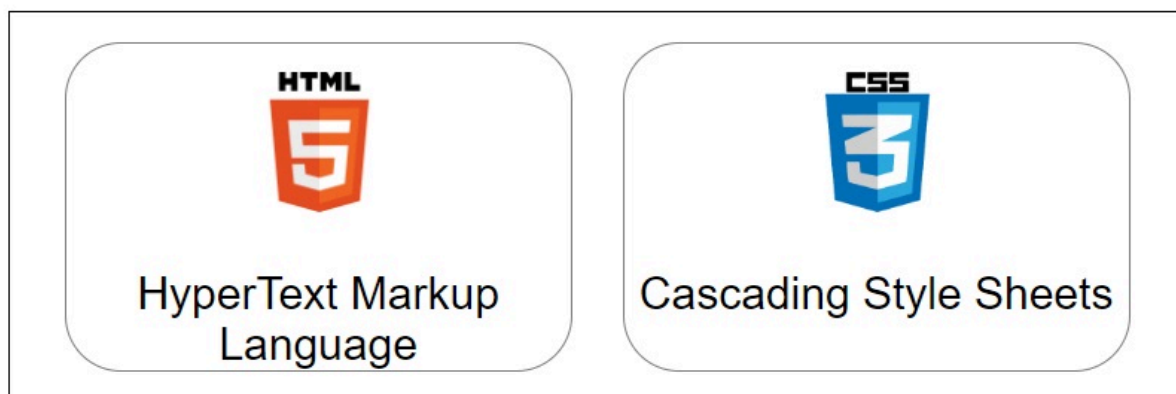 HTML
5
HyperText Markup
Language
CSS
3
Cascading Style Sheets